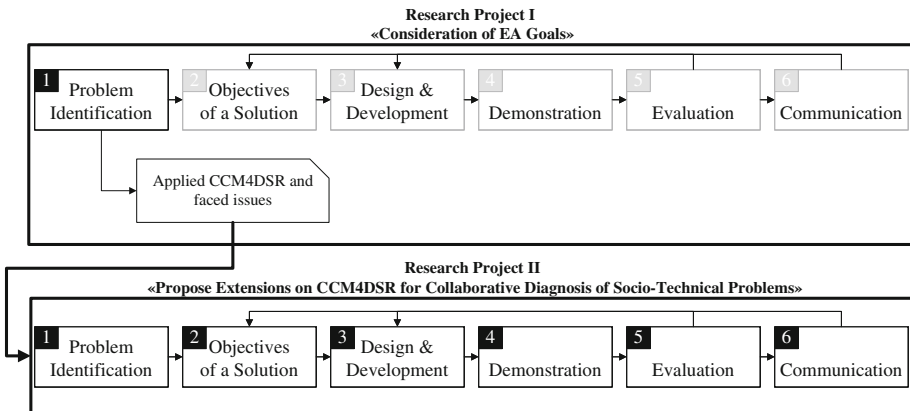 Research Project I
«Consideration of EA Goals»
1
Problem
Identification
2
Objectives
of a Solution
3
Design &
Development
4
Demonstration
5
Evaluation
6
Communication
Applied CCM4DSR and
faced issues
Research Project II
«Propose Extensions on CCM4DSR for Collaborative Diagnosis of Socio-Technical Problems»
1
Problem
Identification
2
Objectives
of a Solution
3
Design &
Development
4
Demonstration
5
Evaluation
6
Communication